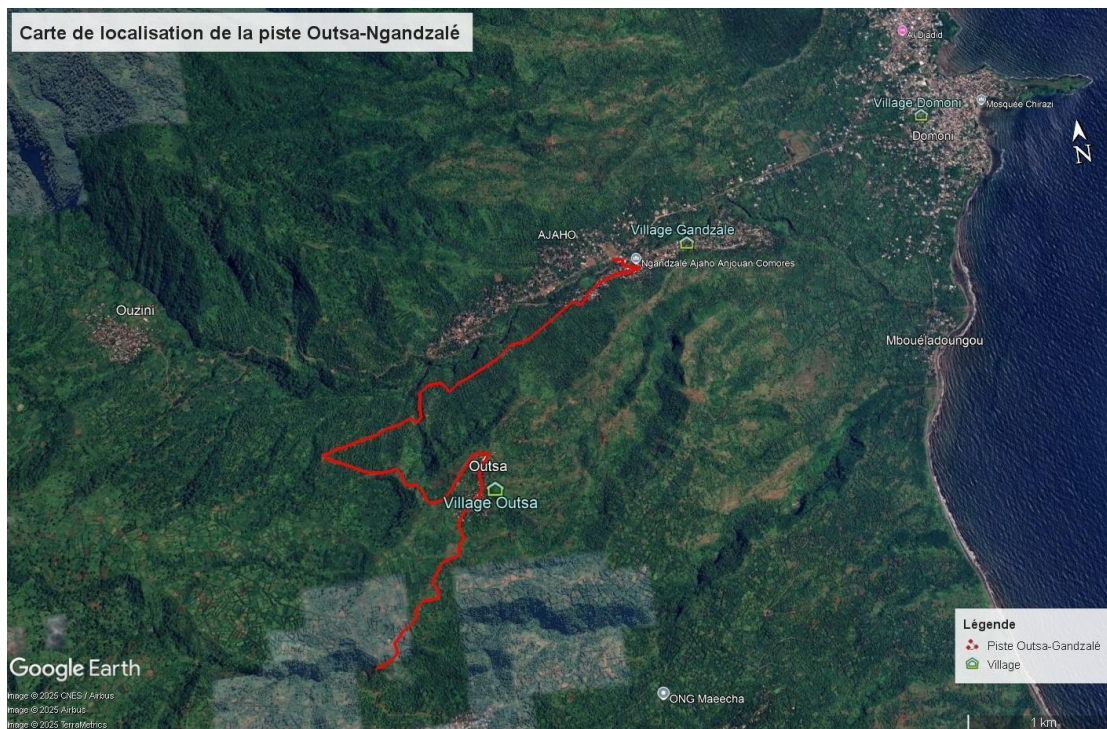 Carte de localisation de la piste Outsa-Ngandzalé
Al Djadid
Village Domoni
Mosquée Chirazi
Domoni
N
Village Gandzale
AJAHO
Ngandzalé Ajaho Anjouan Comores
Ouzini
Mbouéladoungou
Outsa
Village Outsa
Légende
Piste Outsa-Gandzalé
Village
Google Earth
Image © 2025 CNES / Airbus
Image © 2025 Airbus
Image © 2025 TerraMetrics
ONG Maeecha
1 km